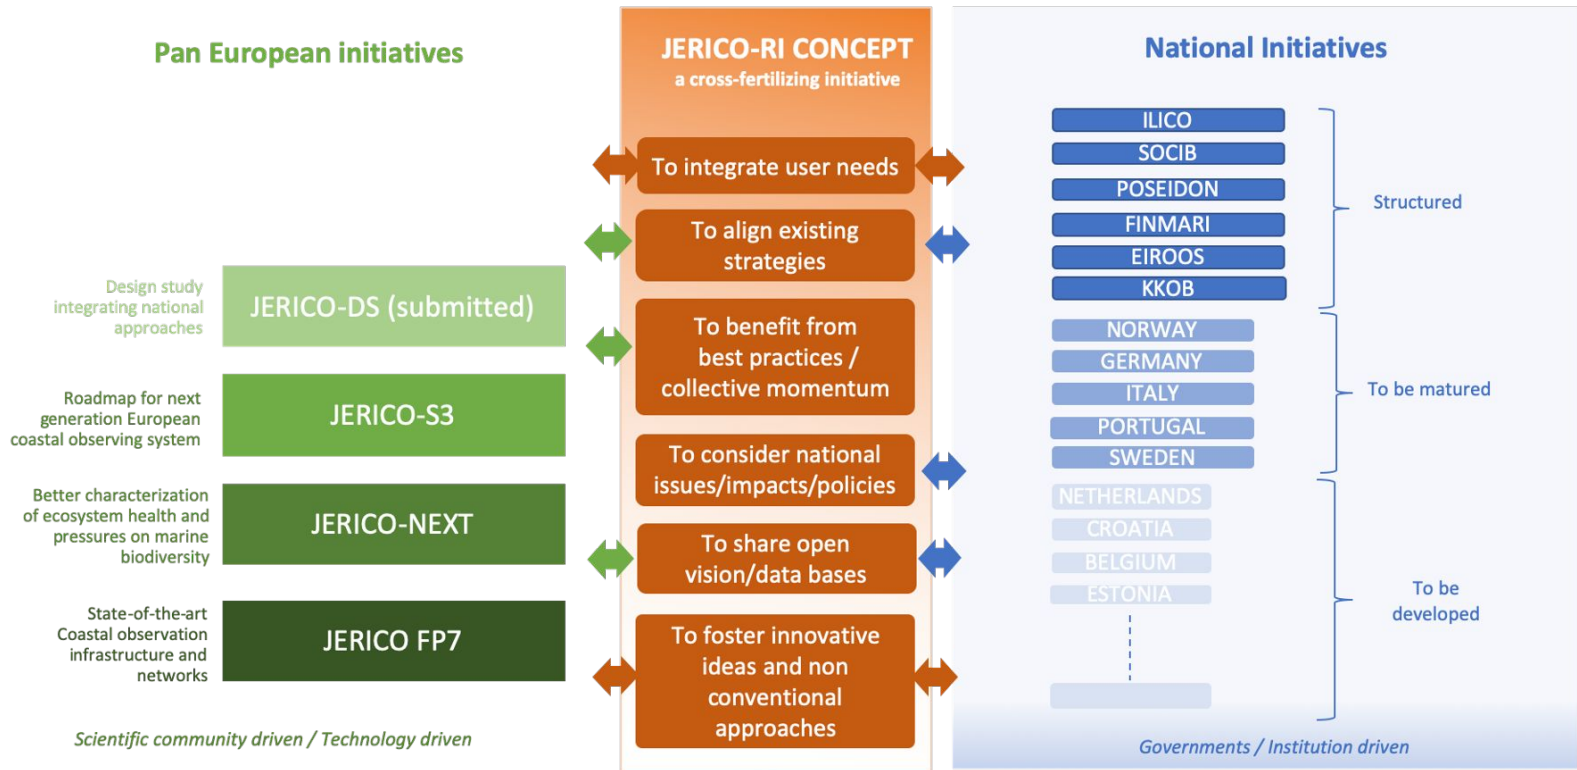 Pan European initiatives
Design study
integrating national
approaches
JERICO-DS (submitted)
Roadmap for next
generation European
coastal observing system
JERICO-S3
Better characterization
of ecosystem health and
pressures on marine
biodiversity
JERICO-NEXT
State-of-the-art
Coastal observation
infrastructure and
networks
JERICO FP7
Scientific community driven / Technology driven
JERICO-RI CONCEPT
a cross-fertilizing initiative
To integrate user needs
To align existing
strategies
To benefit from
best practices /
collective momentum
To consider national
issues/impacts/policies
To share open
vision/data bases
To foster innovative
ideas and non
conventional
approaches
National Initiatives
ILICO
SOCIB
POSEIDON
FINMARI
EIROOS
KKOB
Structured
NORWAY
GERMANY
ITALY
PORTUGAL
SWEDEN
To be matured
NETHERLANDS
CROATIA
BELGIUM
ESTONIA
To be
developed
Governments / Institution driven